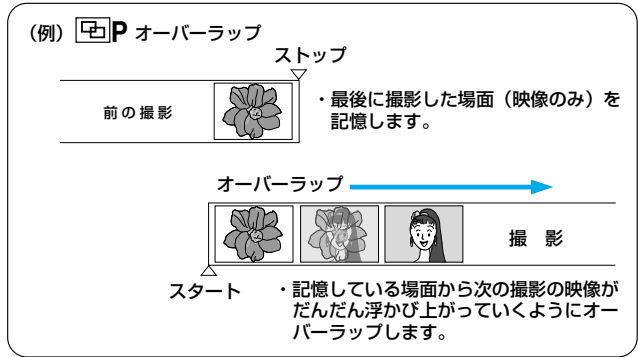 （例）P オーバーラップ
ストップ
前の撮影
・最後に撮影した場面（映像のみ）を
記憶します。
オーバーラップ
撮 影
スタート
・記憶している場面から次の撮影の映像が
だんだん浮かび上がっていくようにオー
バーラップします。